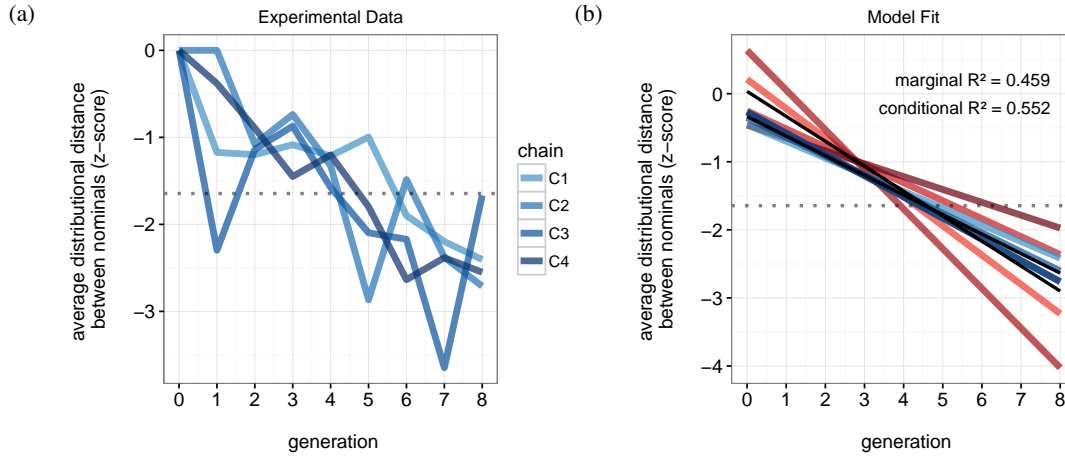 (a)
Experimental Data
average distributional distance
between nominals (z−score)
0
−1
−2
−3
0 1 2 3 4 5 6 7 8
generation
chain
C1
C2
C3
C4
(b)
Model Fit
average distributional distance
between nominals (z−score)
marginal R² = 0.459
conditional R² = 0.552
0
−1
−2
−3
−4
0 1 2 3 4 5 6 7 8
generation